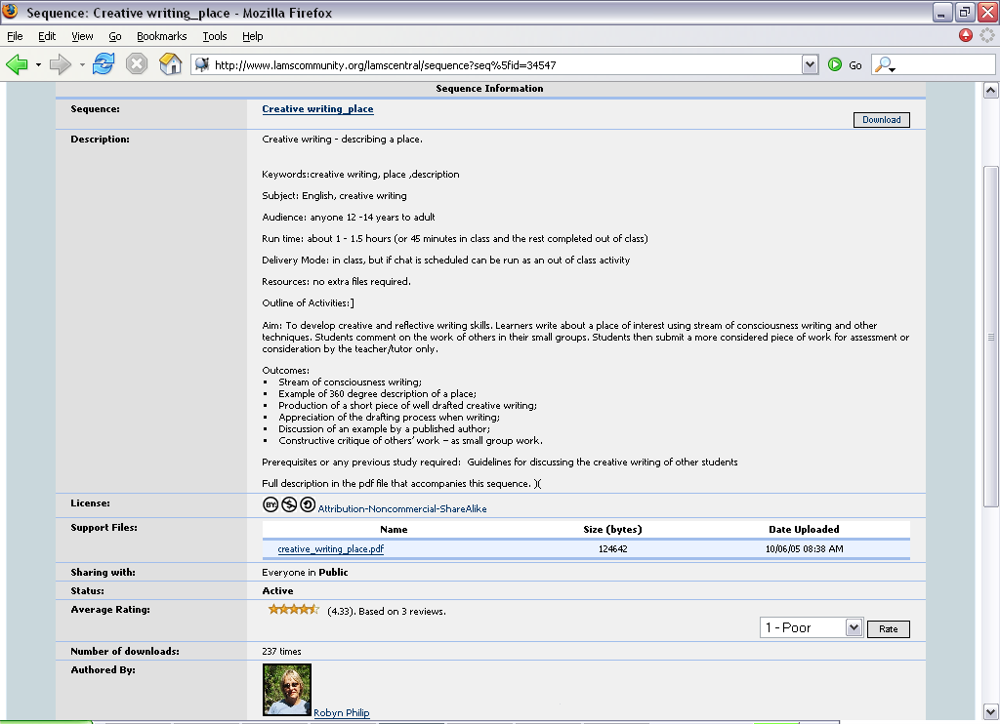 Sequence: Creative writing_place - Mozilla Firefox
File Edit View Go Bookmarks Tools Help
http://www.lamscommunity.org/lamscentral/sequence?seq%5fid=34547
Go
Sequence Information
Sequence: Creative writing_place
Download
Description: Creative writing - describing a place.
Keywords:creative writing, place ,description
Subject: English, creative writing
Audience: anyone 12 -14 years to adult
Run time: about 1 - 1.5 hours (or 45 minutes in class and the rest completed out of class)
Delivery Mode: in class, but if chat is scheduled can be run as an out of class activity
Resources: no extra files required.
Outline of Activities:]
Aim: To develop creative and reflective writing skills. Learners write about a place of interest using stream of consciousness writing and other
techniques. Students comment on the work of others in their small groups. Students then submit a more considered piece of work for assessment or
consideration by the teacher/tutor only.
Outcomes:
▪ Stream of consciousness writing;
▪ Example of 360 degree description of a place;
▪ Production of a short piece of well drafted creative writing;
▪ Appreciation of the drafting process when writing;
▪ Discussion of an example by a published author;
▪ Constructive critique of others' work – as small group work.
Prerequisites or any previous study required: Guidelines for discussing the creative writing of other students
Full description in the pdf file that accompanies this sequence. )(
License: BY: Attribution-Noncommercial-ShareAlike
Support Files: Name Size (bytes) Date Uploaded
creative_writing_place.pdf 124642 10/06/05 08:38 AM
Sharing with: Everyone in Public
Status: Active
Average Rating: (4.33). Based on 3 reviews.
1 - Poor Rate
Number of downloads: 237 times
Authored By:
Robyn Philip